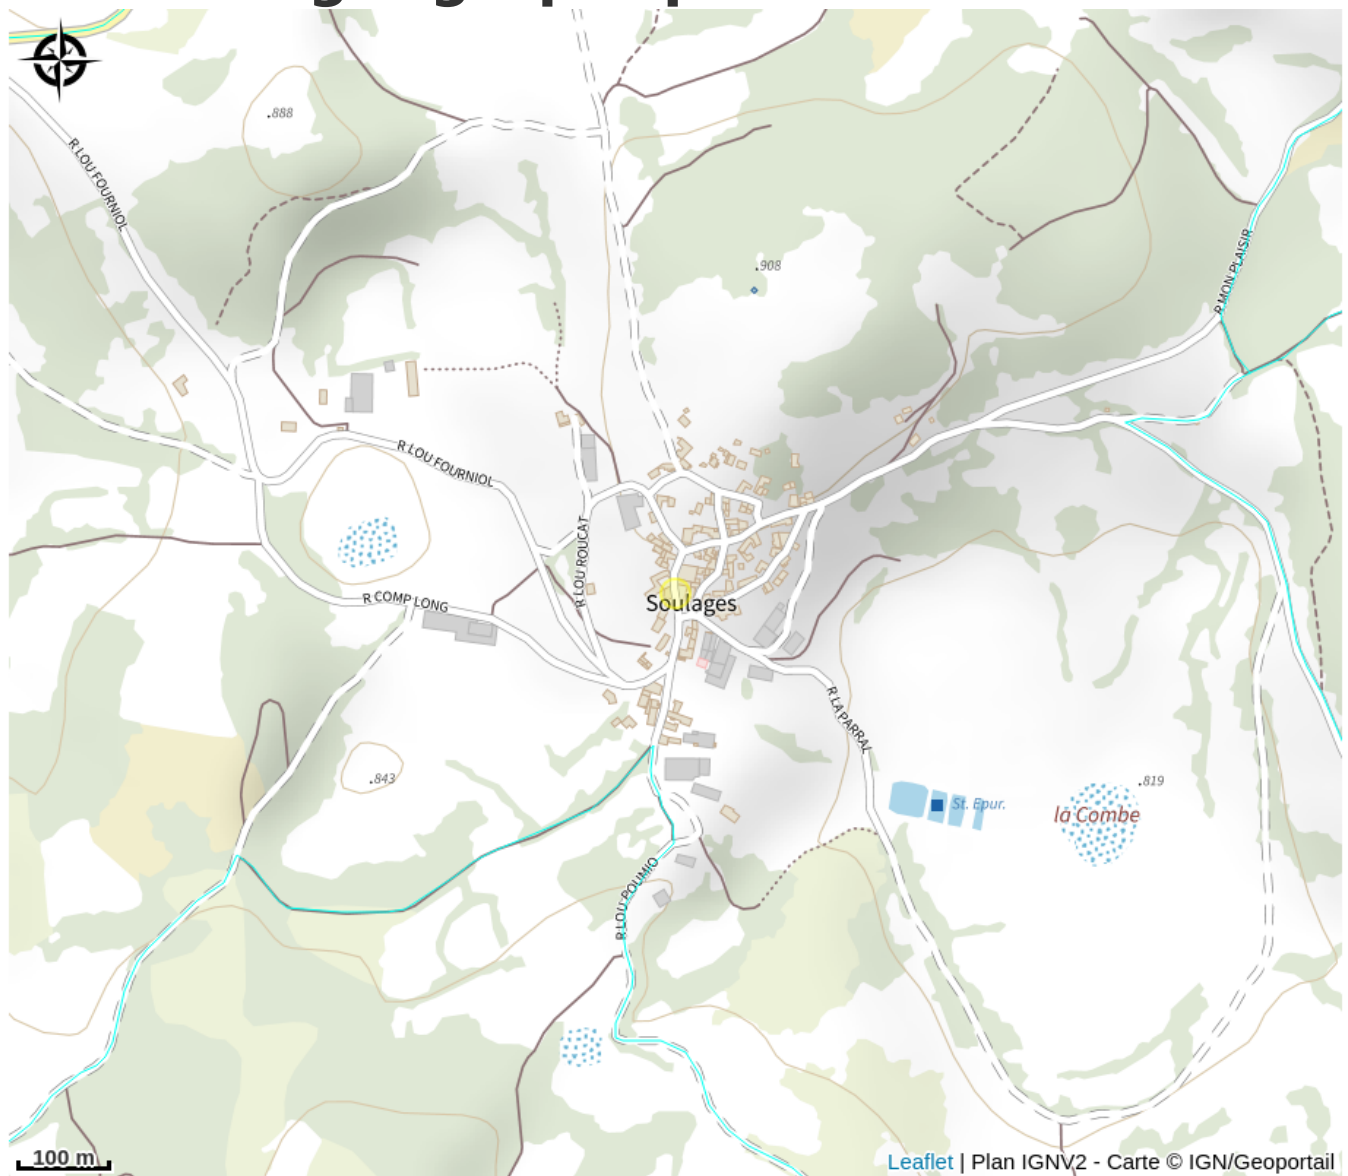 .888
R LOU FOURNIOL
.908
R MON PLAISIR
R LOU FOURNIOL
R LOU ROUCAT
R COMP LONG
Soulages
R LA PARRAL
.843
.819
St. Epur.
la Combe
R LOU POUMIO
100 m
Leaflet | Plan IGNV2 - Carte © IGN/Geoportail